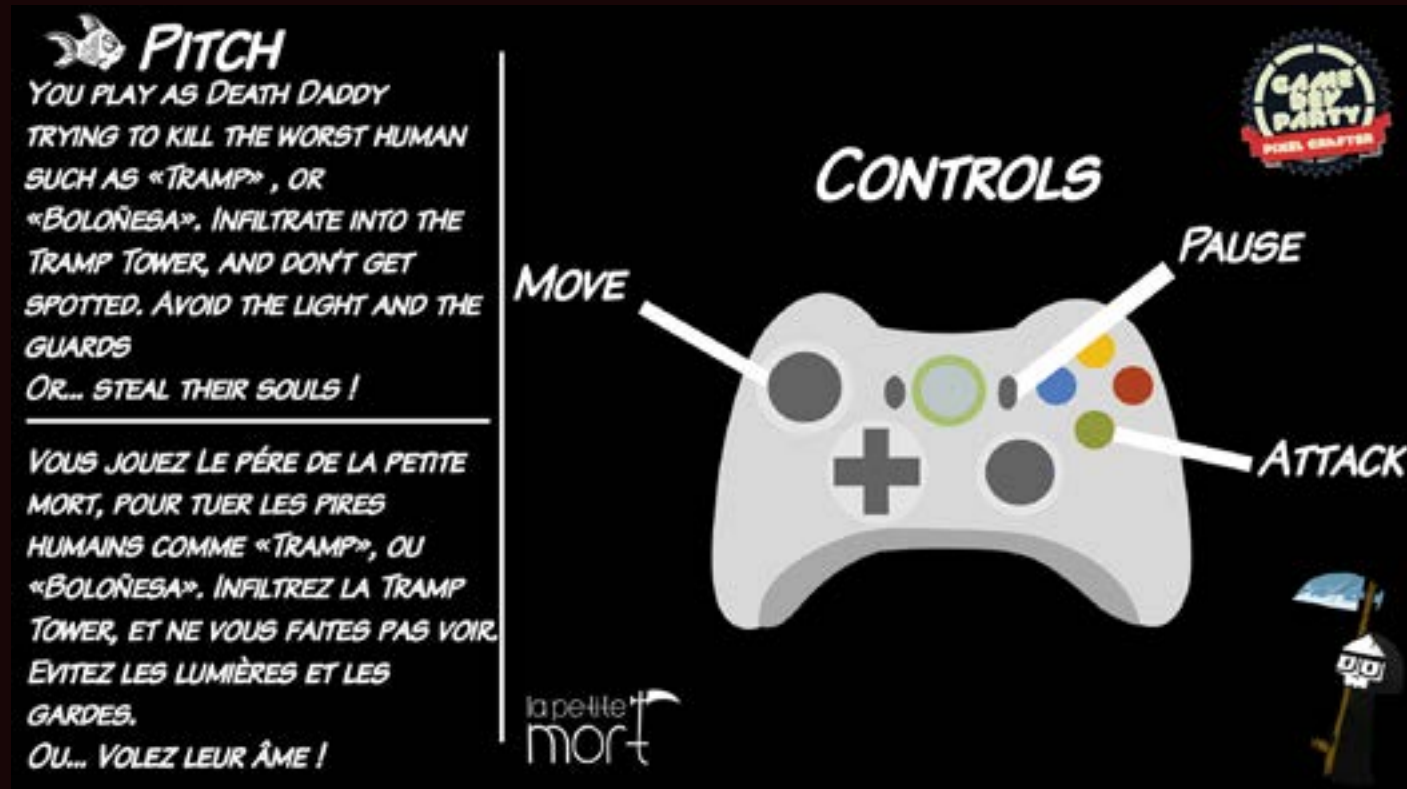 PITCH
YOU PLAY AS DEATH DADDY
TRYING TO KILL THE WORST HUMAN
SUCH AS «TRAMP» , OR
«BOLOÑESA». INFILTRATE INTO THE
TRAMP TOWER, AND DON'T GET
SPOTTED. AVOID THE LIGHT AND THE
GUARDS
OR... STEAL THEIR SOULS !
VOUS JOUEZ LE PÉRE DE LA PETITE
MORT, POUR TUER LES PIRES
HUMAINS COMME «TRAMP», OU
«BOLOÑESA». INFILTREZ LA TRAMP
TOWER, ET NE VOUS FAITES PAS VOIR.
EVITEZ LES LUMIÈRES ET LES
GARDES.
OU... VOLEZ LEUR ÂME !
GAME
DEV
PARTY
PIXEL CRAFTER
CONTROLS
PAUSE
MOVE
ATTACK
la petite
mort